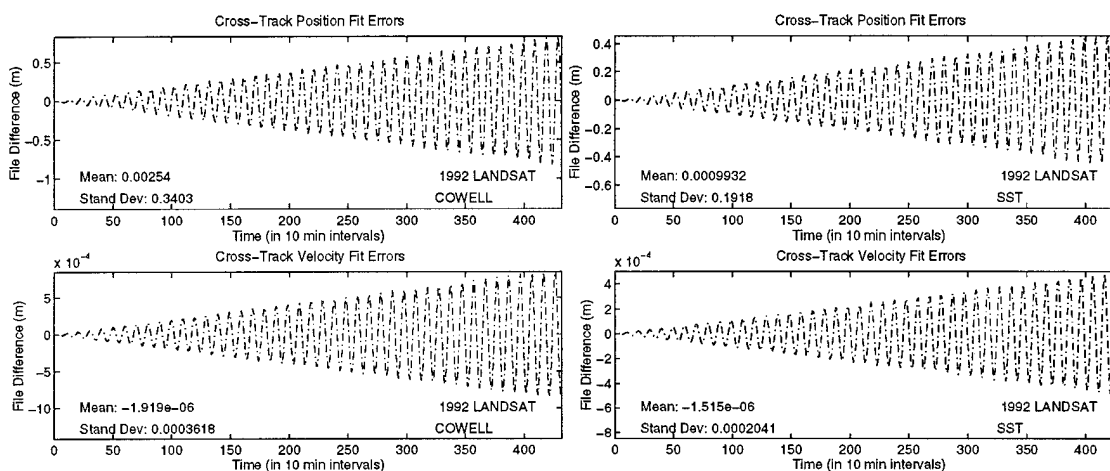 Cross-Track Position Fit Errors
File Difference (m)
0.5
0
-0.5
-1
Mean: 0.00254
Stand Dev: 0.3403
1992 LANDSAT
COWELL
0 50 100 150 200 250 300 350 400
Time (in 10 min intervals)
Cross-Track Position Fit Errors
File Difference (m)
0.4
0.2
0
-0.2
-0.4
-0.6
Mean: 0.0009932
Stand Dev: 0.1918
1992 LANDSAT
SST
0 50 100 150 200 250 300 350 400
Time (in 10 min intervals)
Cross-Track Velocity Fit Errors
x 10^-4
File Difference (m)
5
0
-5
-10
Mean: -1.919e-06
Stand Dev: 0.0003618
1992 LANDSAT
COWELL
0 50 100 150 200 250 300 350 400
Time (in 10 min intervals)
Cross-Track Velocity Fit Errors
x 10^-4
File Difference (m)
4
2
0
-2
-4
-6
-8
Mean: -1.515e-06
Stand Dev: 0.0002041
1992 LANDSAT
SST
0 50 100 150 200 250 300 350 400
Time (in 10 min intervals)